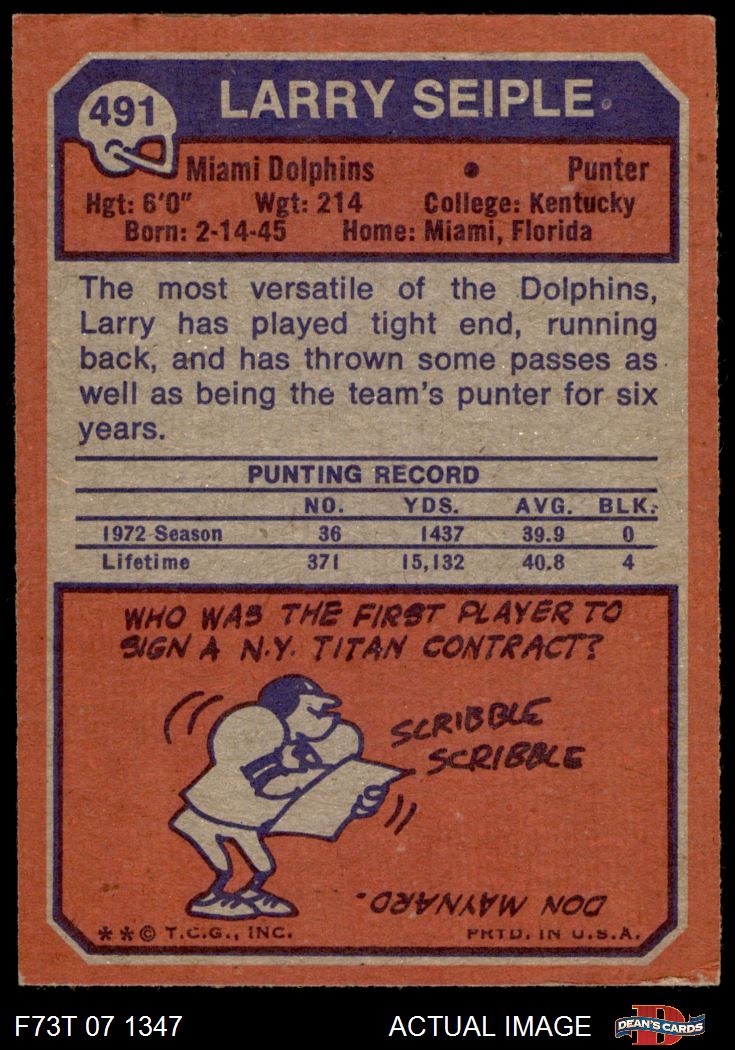 491
LARRY SEIPLE
Miami Dolphins • Punter
Hgt: 6'0" Wgt: 214 College: Kentucky
Born: 2-14-45 Home: Miami, Florida
The most versatile of the Dolphins,
Larry has played tight end, running
back, and has thrown some passes as
well as being the team's punter for six
years.
PUNTING RECORD
NO. YDS. AVG. BLK.
1972 Season 36 1437 39.9 0
Lifetime 371 15,132 40.8 4
WHO WAS THE FIRST PLAYER TO
SIGN A N.Y. TITAN CONTRACT?
SCRIBBLE
SCRIBBLE
DON MAYNARD.
**© T.C.G., INC. PRTD. IN U.S.A.
F73T 07 1347 ACTUAL IMAGE
DEAN'S CARDS